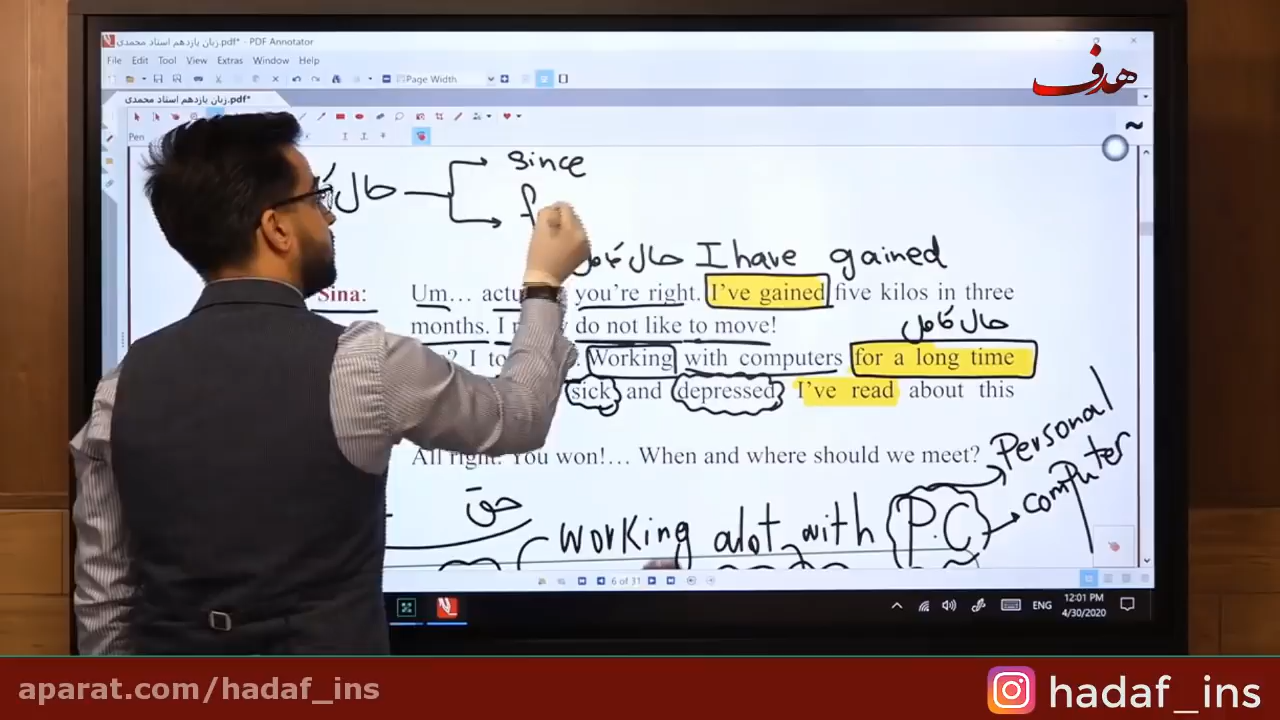 زبان یازدهم استاد محمدی.pdf* - PDF Annotator
هدف
File Edit Tool View Extras Window Help
Page Width
زبان یازدهم استاد محمدی.pdf*
Pen
since
حال
f
حال کامل I have gained
Sina: Um... you're right. I've gained five kilos in three
حال کامل
months. I do not like to move!
I to Working with computers for a long time
sick and depressed I've read about this
Personal
All right. You won!... When and where should we meet?
computer
حق
working alot with P.C
6 of 31
ENG 12:01 PM
4/30/2020
aparat.com/hadaf_ins
hadaf_ins